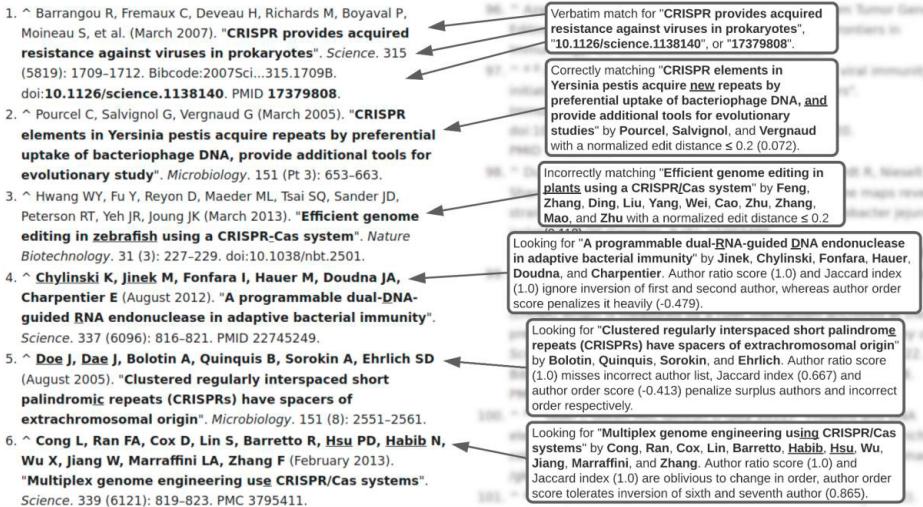 1. ^ Barrangou R, Fremaux C, Deveau H, Richards M, Boyaval P,
Moineau S, et al. (March 2007). "CRISPR provides acquired
resistance against viruses in prokaryotes". Science. 315
(5819): 1709–1712. Bibcode:2007Sci...315.1709B.
doi:10.1126/science.1138140. PMID 17379808.
2. ^ Pourcel C, Salvignol G, Vergnaud G (March 2005). "CRISPR
elements in Yersinia pestis acquire repeats by preferential
uptake of bacteriophage DNA, provide additional tools for
evolutionary study". Microbiology. 151 (Pt 3): 653–663.
3. ^ Hwang WY, Fu Y, Reyon D, Maeder ML, Tsai SQ, Sander JD,
Peterson RT, Yeh JR, Joung JK (March 2013). "Efficient genome
editing in zebrafish using a CRISPR-Cas system". Nature
Biotechnology. 31 (3): 227–229. doi:10.1038/nbt.2501.
4. ^ Chylinski K, Jinek M, Fonfara I, Hauer M, Doudna JA,
Charpentier E (August 2012). "A programmable dual-DNA-
guided RNA endonuclease in adaptive bacterial immunity".
Science. 337 (6096): 816–821. PMID 22745249.
5. ^ Doe J, Dae J, Bolotin A, Quinquis B, Sorokin A, Ehrlich SD
(August 2005). "Clustered regularly interspaced short
palindromic repeats (CRISPRs) have spacers of
extrachromosomal origin". Microbiology. 151 (8): 2551–2561.
6. ^ Cong L, Ran FA, Cox D, Lin S, Barretto R, Hsu PD, Habib N,
Wu X, Jiang W, Marraffini LA, Zhang F (February 2013).
"Multiplex genome engineering use CRISPR/Cas systems".
Science. 339 (6121): 819–823. PMC 3795411.
Verbatim match for "CRISPR provides acquired
resistance against viruses in prokaryotes",
"10.1126/science.1138140", or "17379808".
Correctly matching "CRISPR elements in
Yersinia pestis acquire new repeats by
preferential uptake of bacteriophage DNA, and
provide additional tools for evolutionary
studies" by Pourcel, Salvignol, and Vergnaud
with a normalized edit distance ≤ 0.2 (0.072).
Incorrectly matching "Efficient genome editing in
plants using a CRISPR/Cas system" by Feng,
Zhang, Ding, Liu, Yang, Wei, Cao, Zhu, Zhang,
Mao, and Zhu with a normalized edit distance ≤ 0.2
Looking for "A programmable dual-RNA-guided DNA endonuclease
in adaptive bacterial immunity" by Jinek, Chylinski, Fonfara, Hauer,
Doudna, and Charpentier. Author ratio score (1.0) and Jaccard index
(1.0) ignore inversion of first and second author, whereas author order
score penalizes it heavily (-0.479).
Looking for "Clustered regularly interspaced short palindrome
repeats (CRISPRs) have spacers of extrachromosomal origin"
by Bolotin, Quinquis, Sorokin, and Ehrlich. Author ratio score
(1.0) misses incorrect author list, Jaccard index (0.667) and
author order score (-0.413) penalize surplus authors and incorrect
order respectively.
Looking for "Multiplex genome engineering using CRISPR/Cas
systems" by Cong, Ran, Cox, Lin, Barretto, Habib, Hsu, Wu,
Jiang, Marraffini, and Zhang. Author ratio score (1.0) and
Jaccard index (1.0) are oblivious to change in order, author order
score tolerates inversion of sixth and seventh author (0.865).